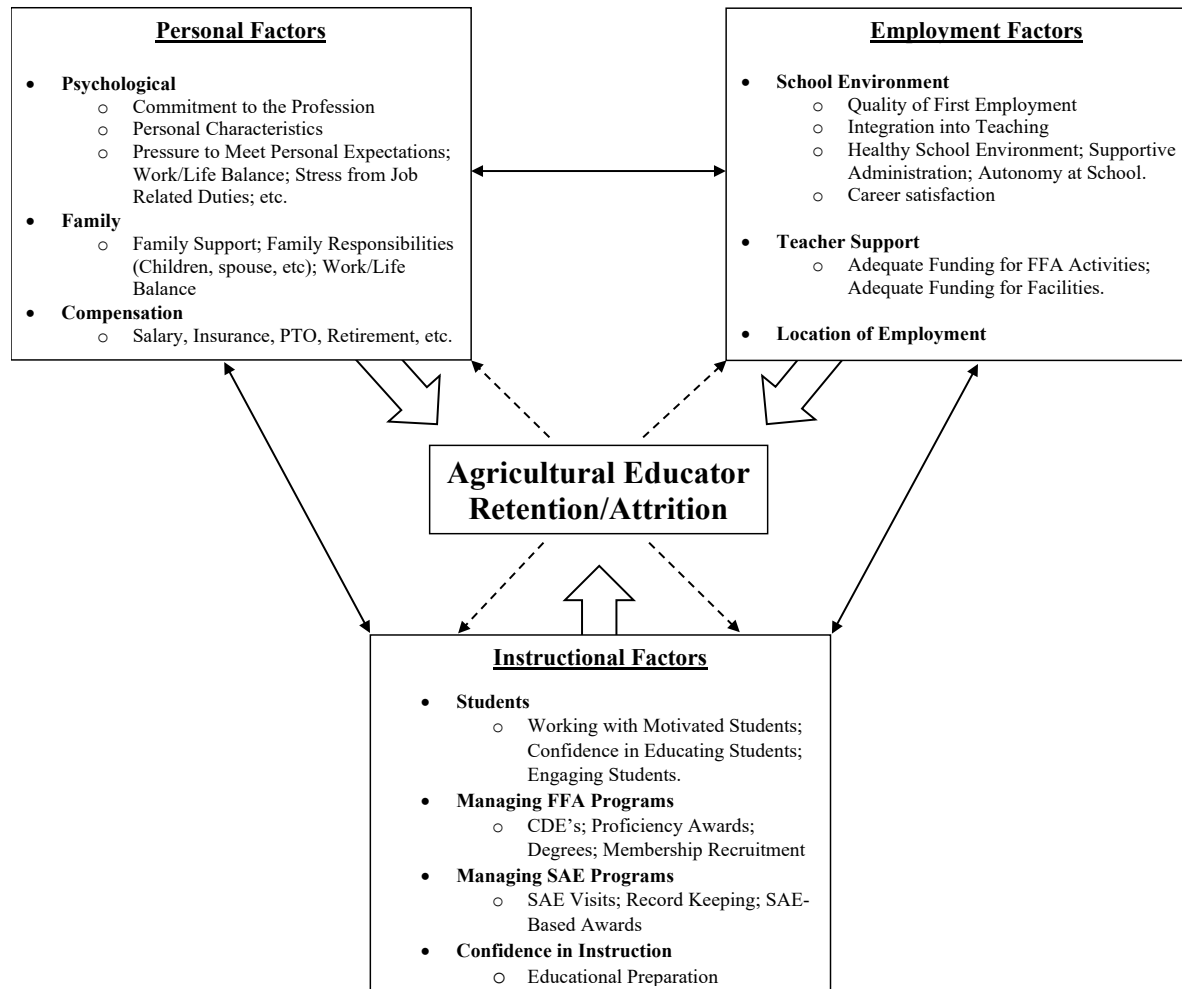 Personal Factors
• Psychological
o Commitment to the Profession
o Personal Characteristics
o Pressure to Meet Personal Expectations;
Work/Life Balance; Stress from Job
Related Duties; etc.
• Family
o Family Support; Family Responsibilities
(Children, spouse, etc); Work/Life
Balance
• Compensation
o Salary, Insurance, PTO, Retirement, etc.
Employment Factors
• School Environment
o Quality of First Employment
o Integration into Teaching
o Healthy School Environment; Supportive
Administration; Autonomy at School.
o Career satisfaction
• Teacher Support
o Adequate Funding for FFA Activities;
Adequate Funding for Facilities.
• Location of Employment
Agricultural Educator
Retention/Attrition
Instructional Factors
• Students
o Working with Motivated Students;
Confidence in Educating Students;
Engaging Students.
• Managing FFA Programs
o CDE’s; Proficiency Awards;
Degrees; Membership Recruitment
• Managing SAE Programs
o SAE Visits; Record Keeping; SAE-
Based Awards
• Confidence in Instruction
o Educational Preparation